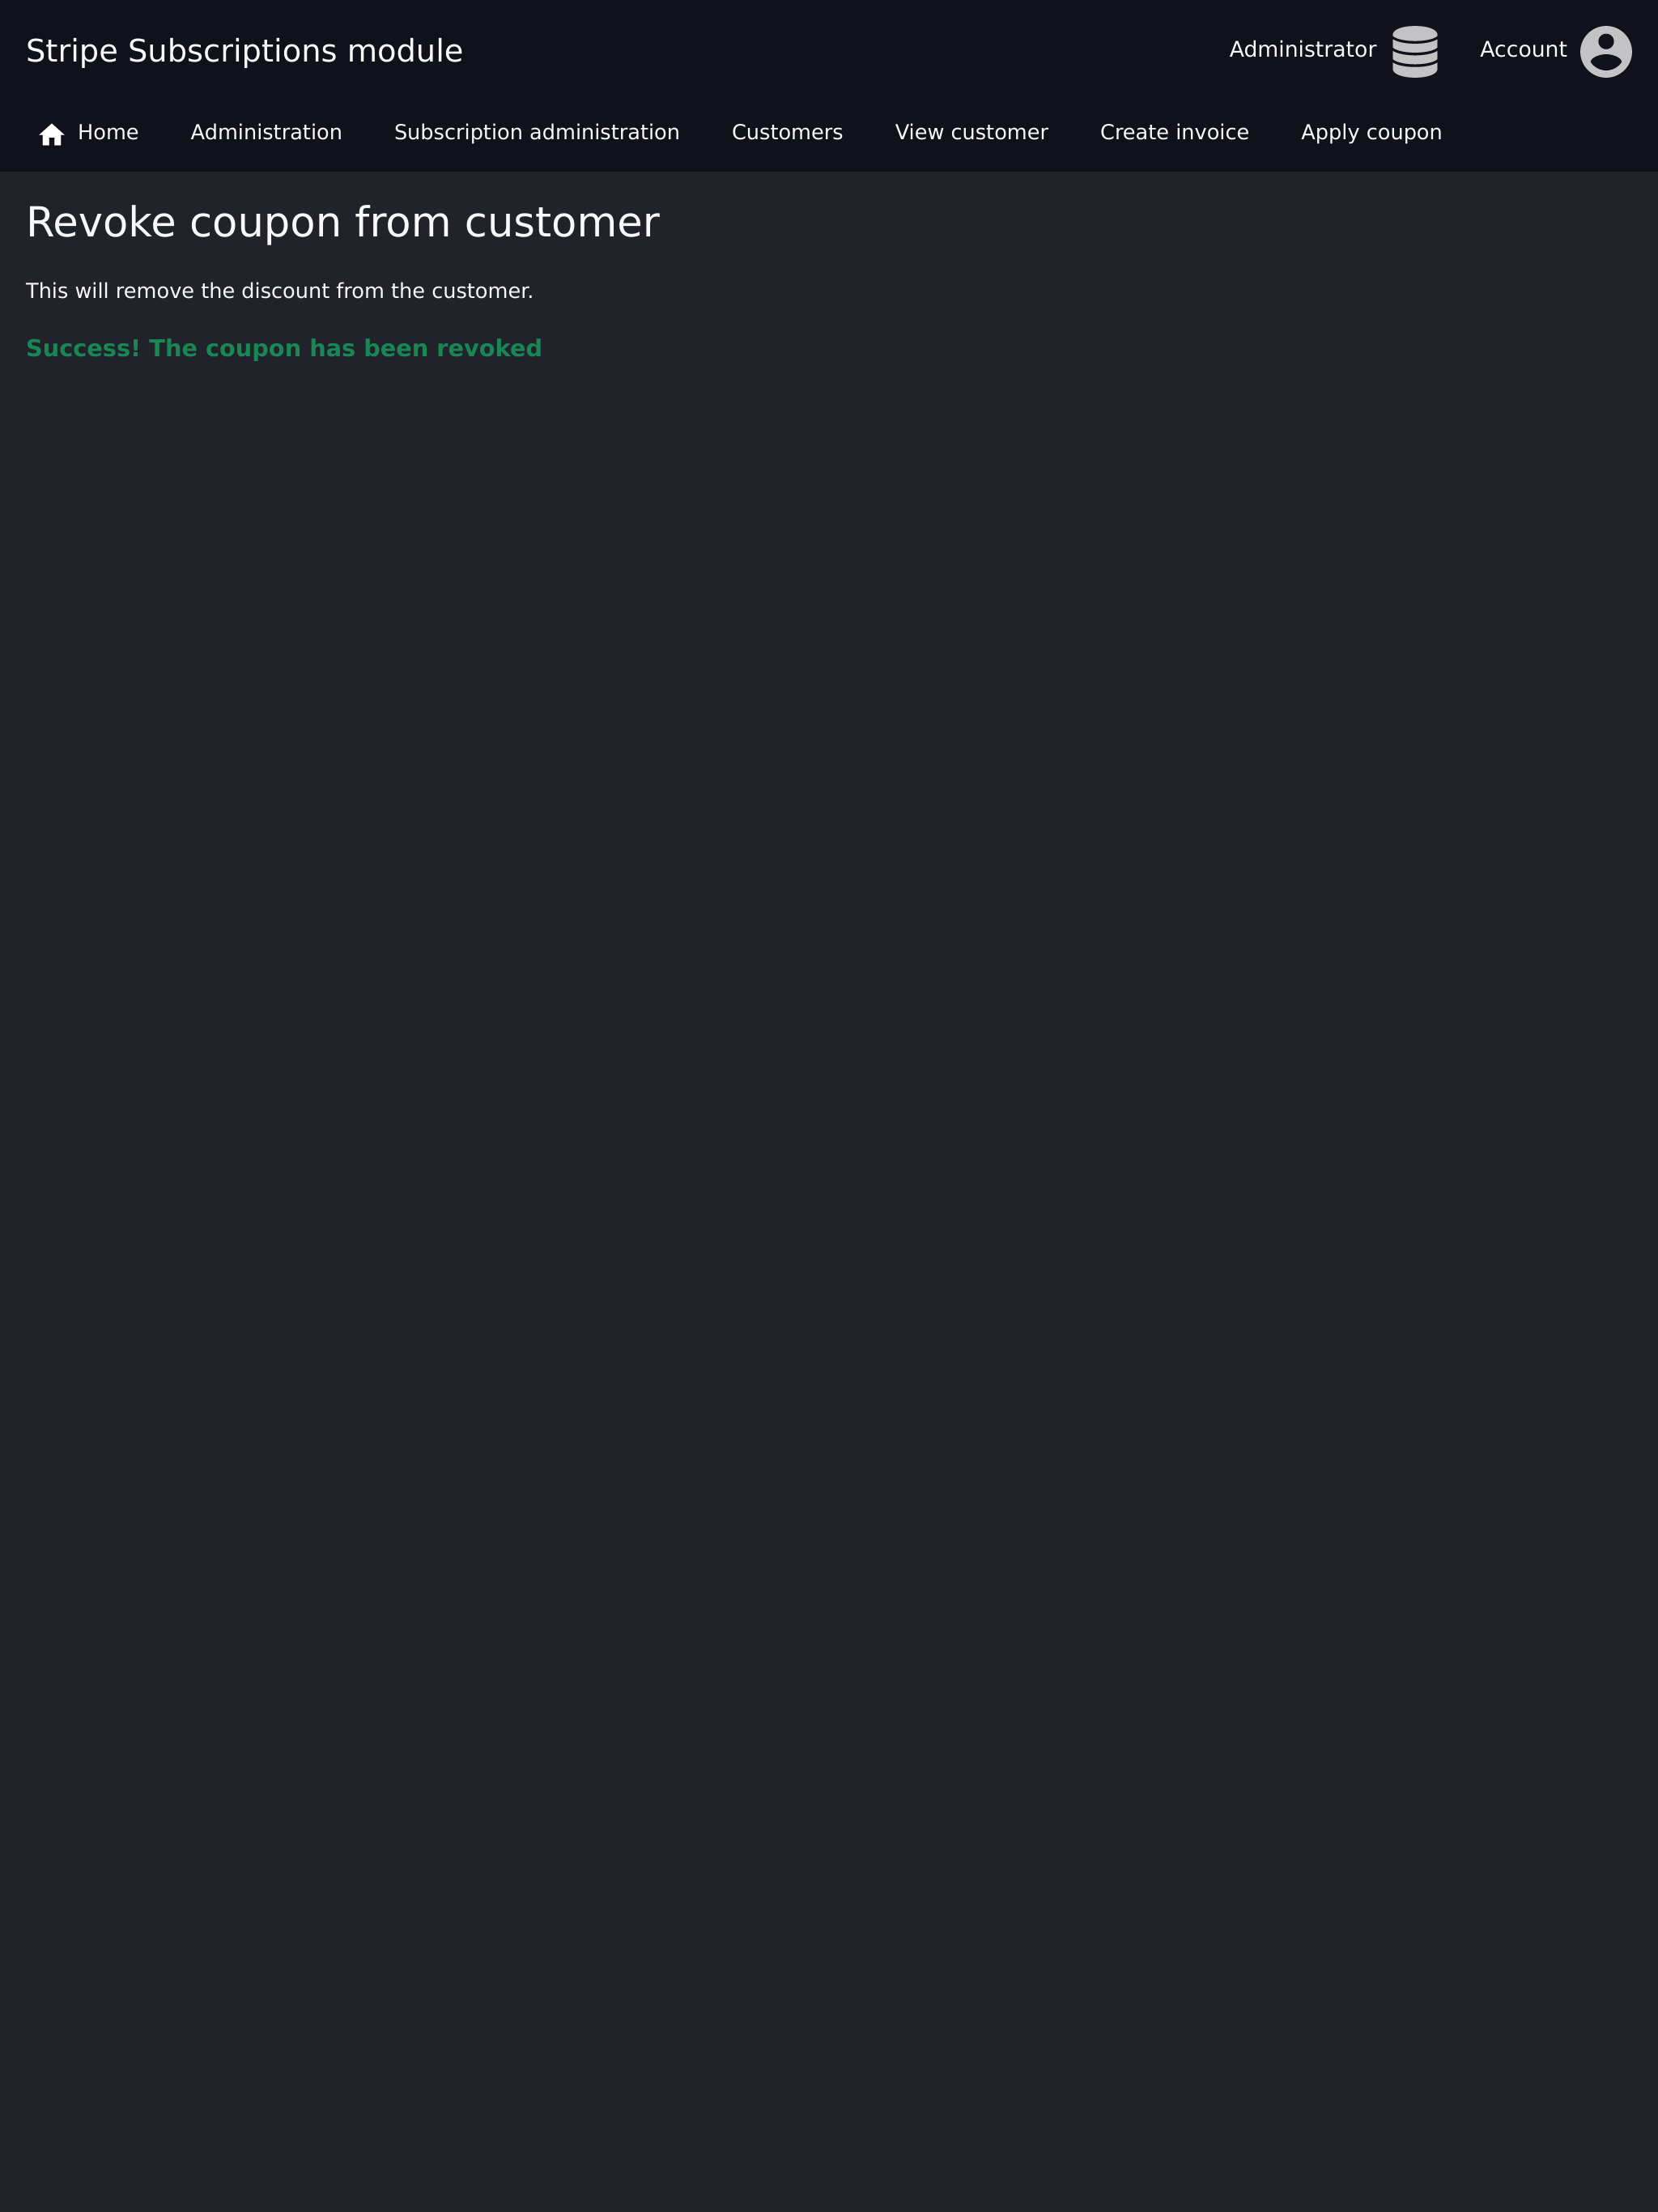 Stripe Subscriptions module
Administrator
Account
Home Administration Subscription administration Customers View customer Create invoice Apply coupon
Revoke coupon from customer
This will remove the discount from the customer.
Success! The coupon has been revoked